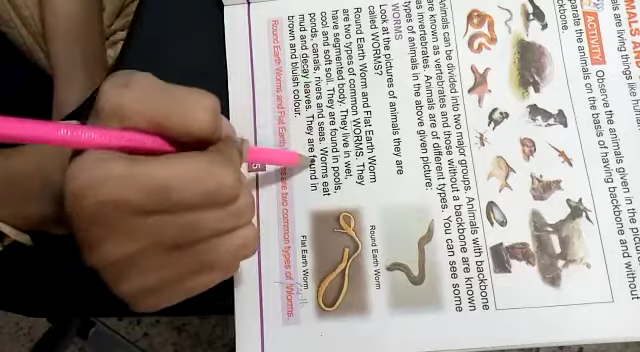 MALS AND
als are living things like human
ACTIVITY Observe the animals given in the picture.
parate the animals on the basis of having backbone and without
ckbone.
Animals can be divided into two major groups. Animals with backbone
are known as vertebrates and those without a backbone are known
as invertebrates. Animals are of different types. You can see some
types of animals in the above given picture:
WORMS
Look at the pictures of animals they are
called WORMS?
Round Earth Worm and Flat Earth Worm
are two types of common WORMS. They
have segmented body. They live in wet,
cool and soft soil. They are found in pools,
ponds, canals, rivers and seas. Worms eat
mud and decay leaves. They are found in
brown and bluish colour.
Round Earth Worm
Flat Earth Worm
Round Earth Worms and Flat Earth are two common types of Worms.
5